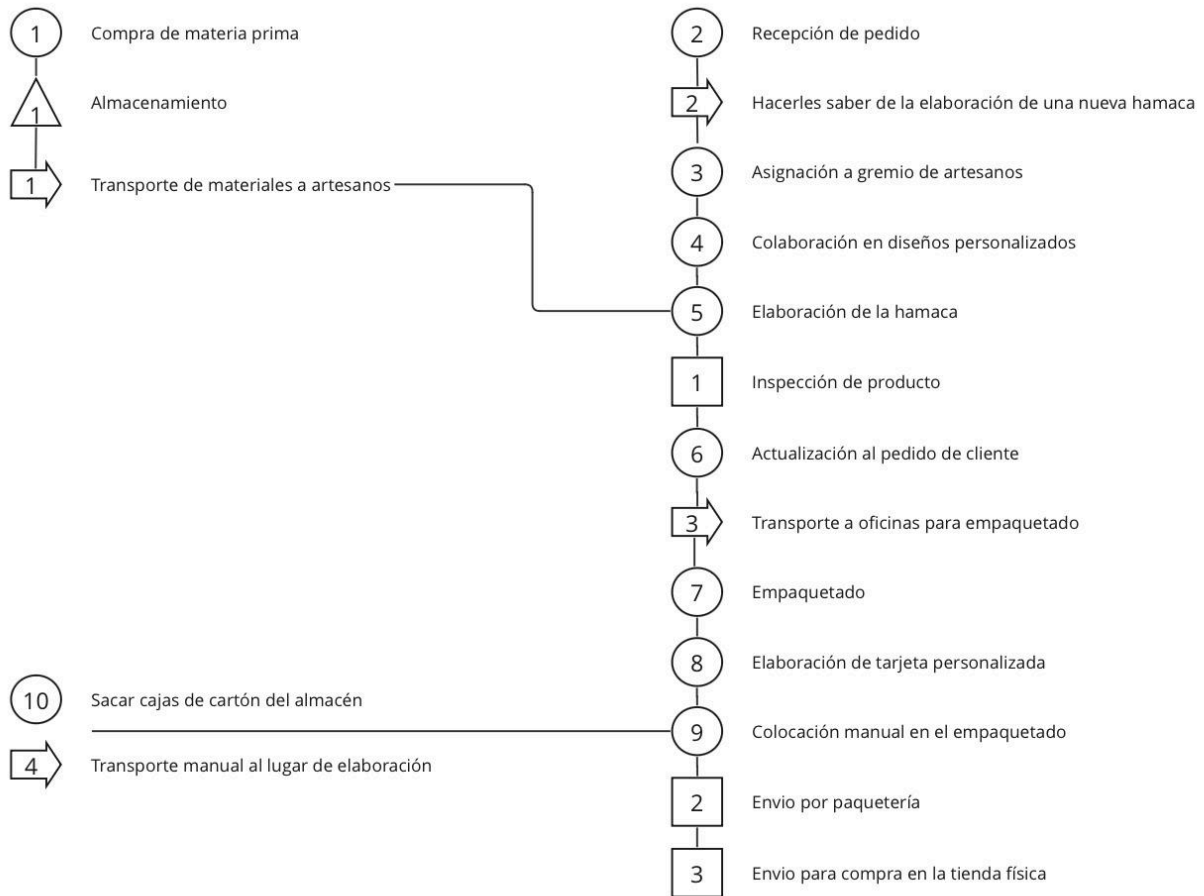 1 Compra de materia prima
1 Almacenamiento
1 Transporte de materiales a artesanos
2 Recepción de pedido
2 Hacerles saber de la elaboración de una nueva hamaca
3 Asignación a gremio de artesanos
4 Colaboración en diseños personalizados
5 Elaboración de la hamaca
1 Inspección de producto
6 Actualización al pedido de cliente
3 Transporte a oficinas para empaquetado
7 Empaquetado
8 Elaboración de tarjeta personalizada
10 Sacar cajas de cartón del almacén
4 Transporte manual al lugar de elaboración
9 Colocación manual en el empaquetado
2 Envio por paquetería
3 Envio para compra en la tienda física